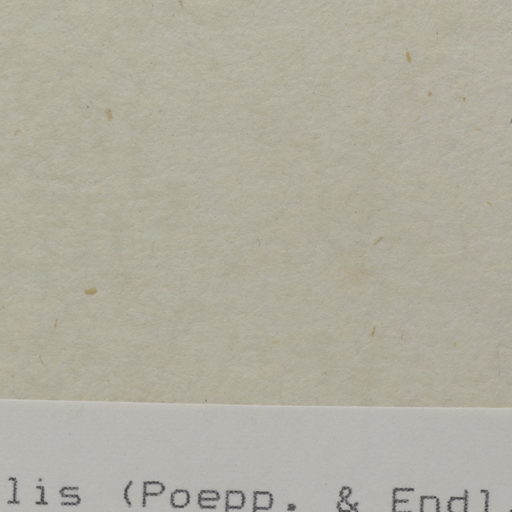 lis (Poepp. & Endl.